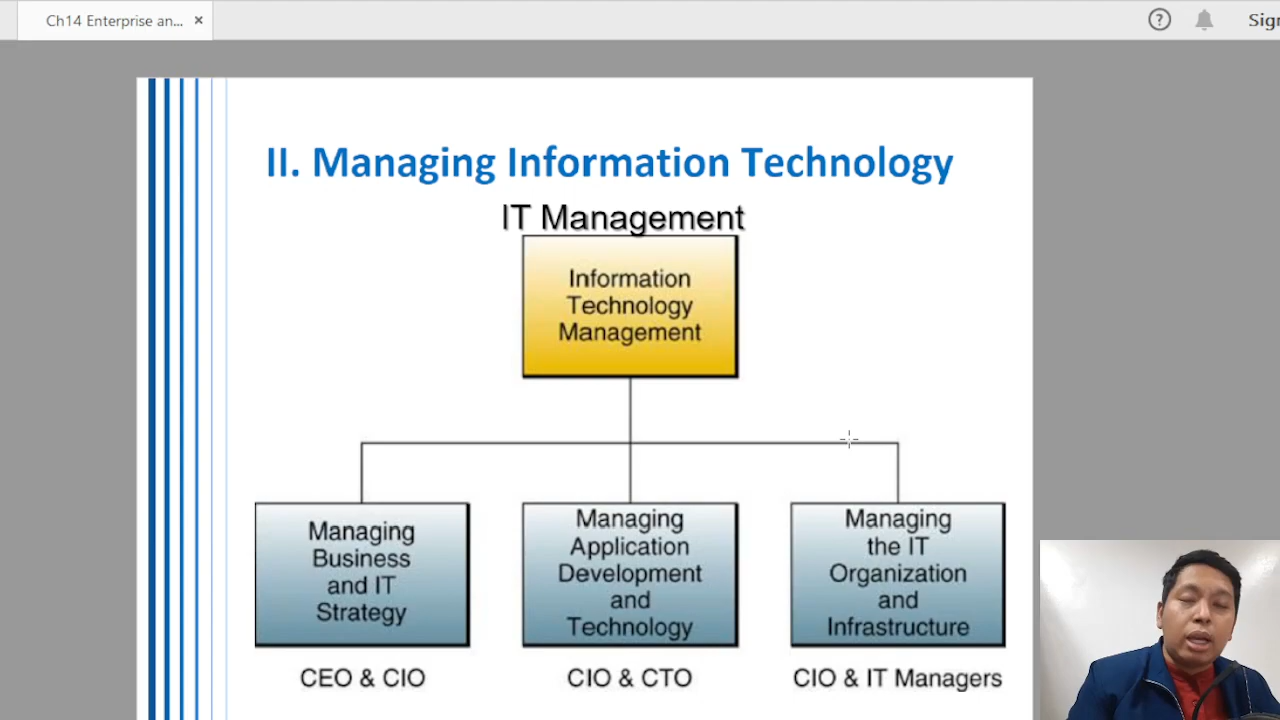 Ch14 Enterprise an... ×
? Sig
II. Managing Information Technology
IT Management
Information
Technology
Management
Managing
Business
and IT
Strategy
CEO & CIO
Managing
Application
Development
and
Technology
CIO & CTO
Managing
the IT
Organization
and
Infrastructure
CIO & IT Managers